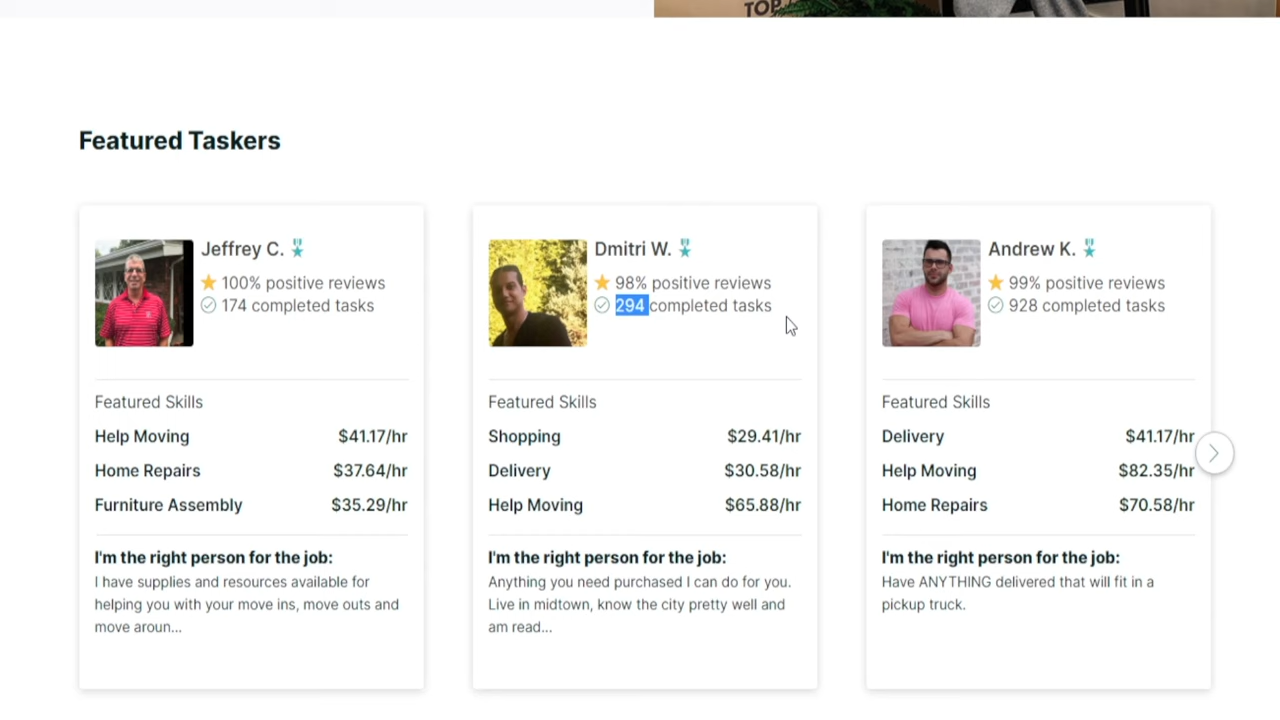 TOP
Featured Taskers
Jeffrey C.
100% positive reviews
174 completed tasks
Featured Skills
Help Moving $41.17/hr
Home Repairs $37.64/hr
Furniture Assembly $35.29/hr
I'm the right person for the job:
I have supplies and resources available for
helping you with your move ins, move outs and
move aroun...
Dmitri W.
98% positive reviews
294 completed tasks
Featured Skills
Shopping $29.41/hr
Delivery $30.58/hr
Help Moving $65.88/hr
I'm the right person for the job:
Anything you need purchased I can do for you.
Live in midtown, know the city pretty well and
am read...
Andrew K.
99% positive reviews
928 completed tasks
Featured Skills
Delivery $41.17/hr
Help Moving $82.35/hr
Home Repairs $70.58/hr
I'm the right person for the job:
Have ANYTHING delivered that will fit in a
pickup truck.